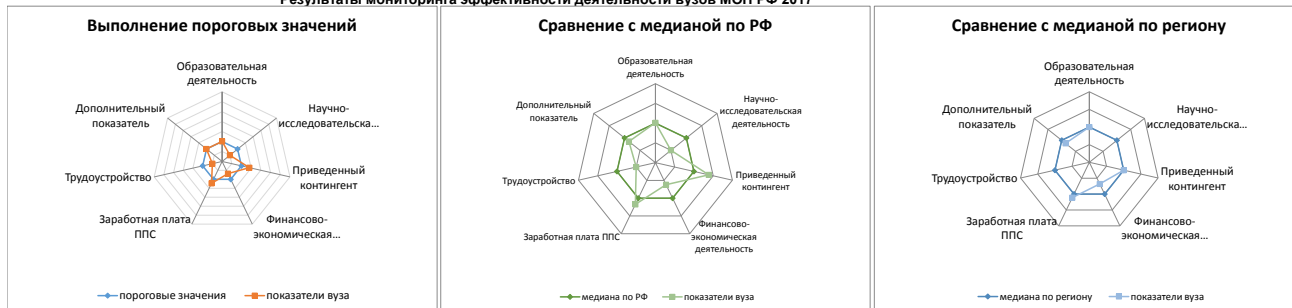 Результаты мониторинга эффективности деятельности вузов МОН РФ 2017
Выполнение пороговых значений
Образовательная
деятельность
Научно-
исследовательска...
Приведенный
контингент
Финансово-
экономическая...
Заработная плата
ППС
Трудоустройство
Дополнительный
показатель
пороговые значения
показатели вуза
Сравнение с медианой по РФ
Образовательная
деятельность
Научно-
исследовательская
деятельность
Приведенный
контингент
Финансово-
экономическая
деятельность
Заработная плата ППС
Трудоустройство
Дополнительный
показатель
медиана по РФ
показатели вуза
Сравнение с медианой по региону
Образовательная
деятельность
Научно-
исследовательска...
Приведенный
контингент
Финансово-
экономическая...
Заработная плата
ППС
Трудоустройство
Дополнительный
показатель
медиана по региону
показатели вуза